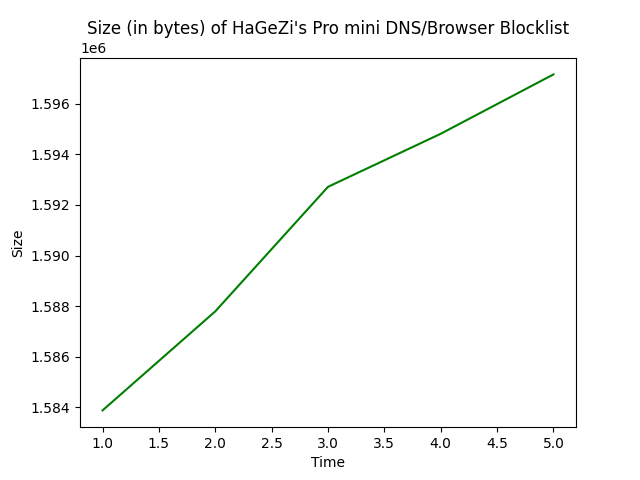 Size (in bytes) of HaGeZi's Pro mini DNS/Browser Blocklist
1e6
1.596
1.594
1.592
1.590
1.588
1.586
1.584
Size
1.0 1.5 2.0 2.5 3.0 3.5 4.0 4.5 5.0
Time